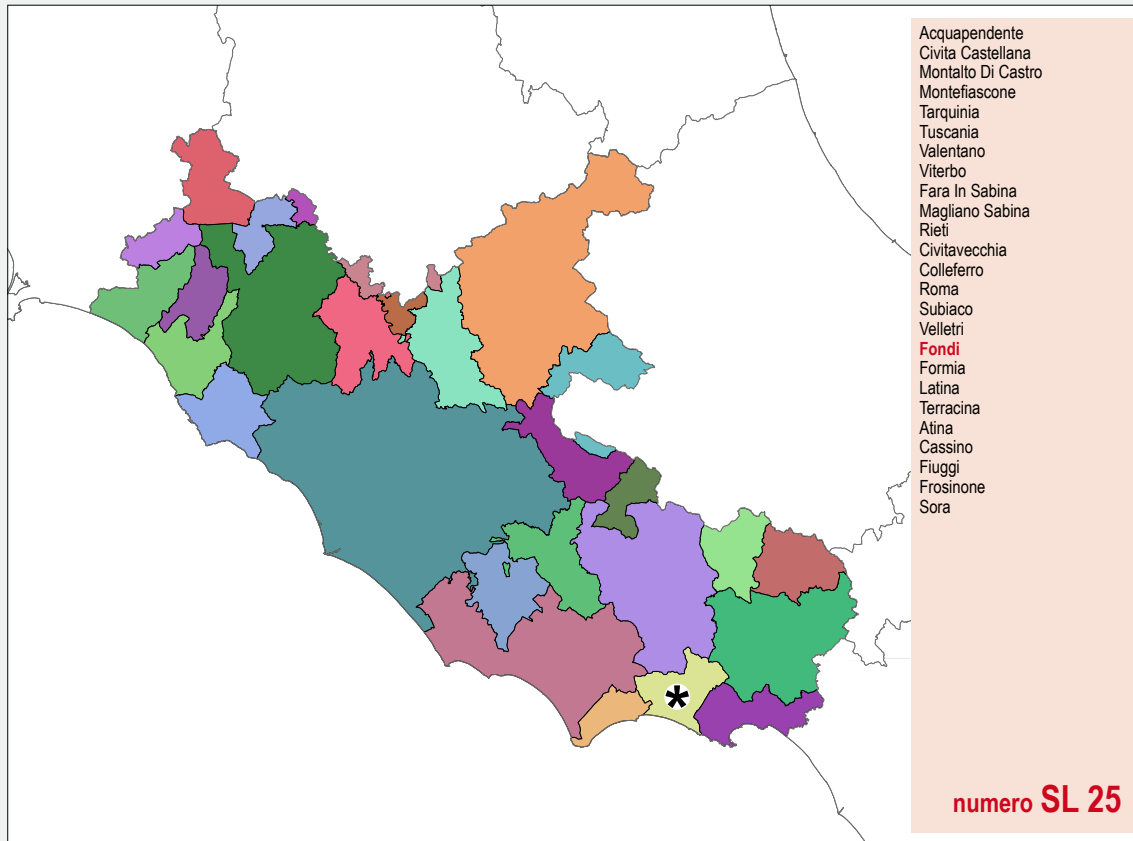 Acquapendente
Civita Castellana
Montalto Di Castro
Montefiascone
Tarquinia
Tuscania
Valentano
Viterbo
Fara In Sabina
Magliano Sabina
Rieti
Civitavecchia
Colleferro
Roma
Subiaco
Velletri
Fondi
Formia
Latina
Terracina
Atina
Cassino
Fiuggi
Frosinone
Sora
*
numero SL 25